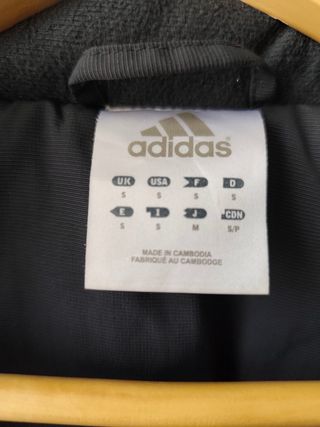 adidas®
UK USA F D
S S S S
E I J CDN
S S M S/P
MADE IN CAMBODIA
FABRIQUÉ AU CAMBODGE